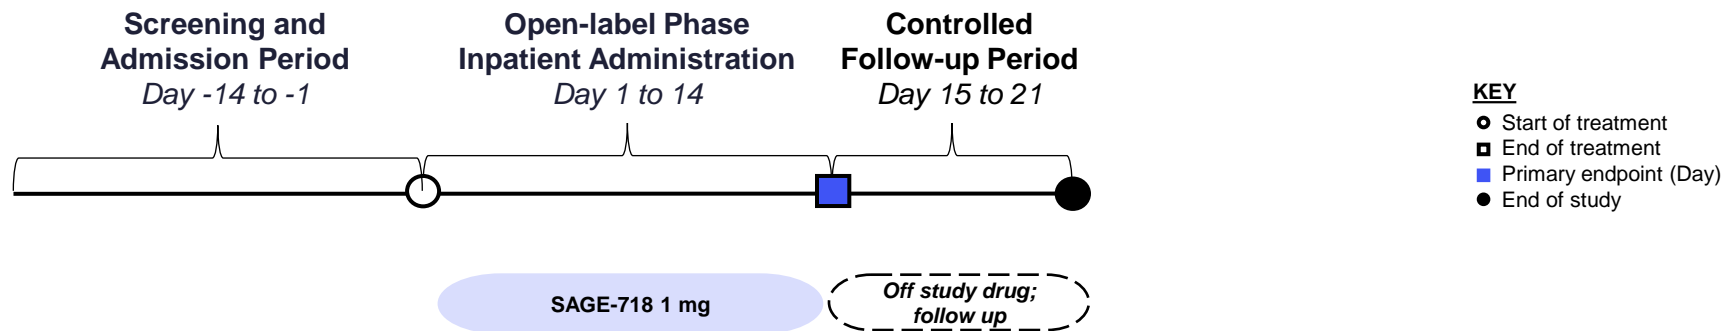 Screening and
Admission Period
Day -14 to -1
Open-label Phase
Inpatient Administration
Day 1 to 14
Controlled
Follow-up Period
Day 15 to 21
KEY
Start of treatment
End of treatment
Primary endpoint (Day)
End of study
SAGE-718 1 mg
Off study drug;
follow up